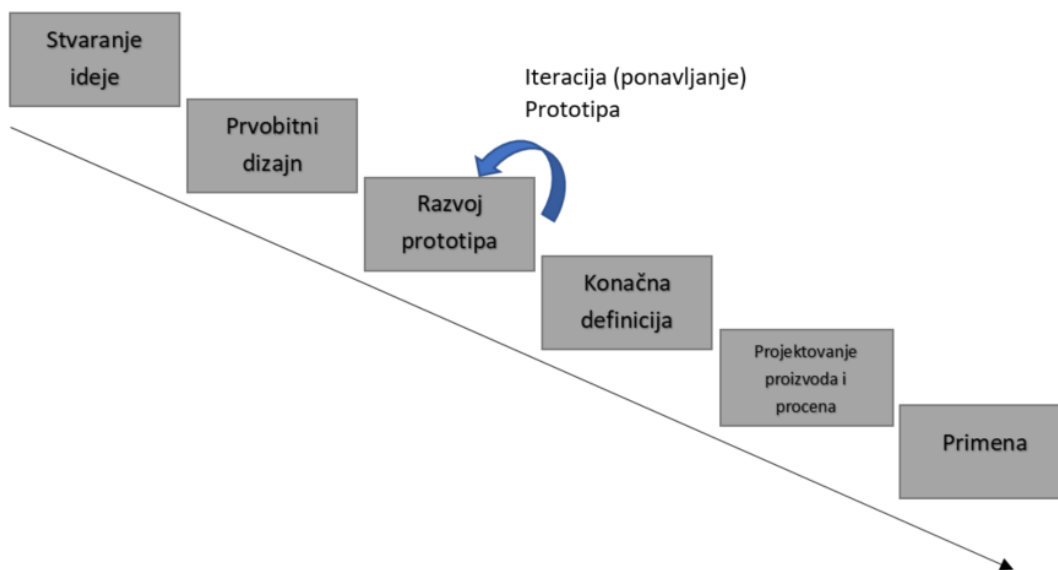 Stvaranje
ideje
Prvobitni
dizajn
Iteracija (ponavljanje)
Prototipa
Razvoj
prototipa
Konačna
definicija
Projektovanje
proizvoda i
procena
Primena